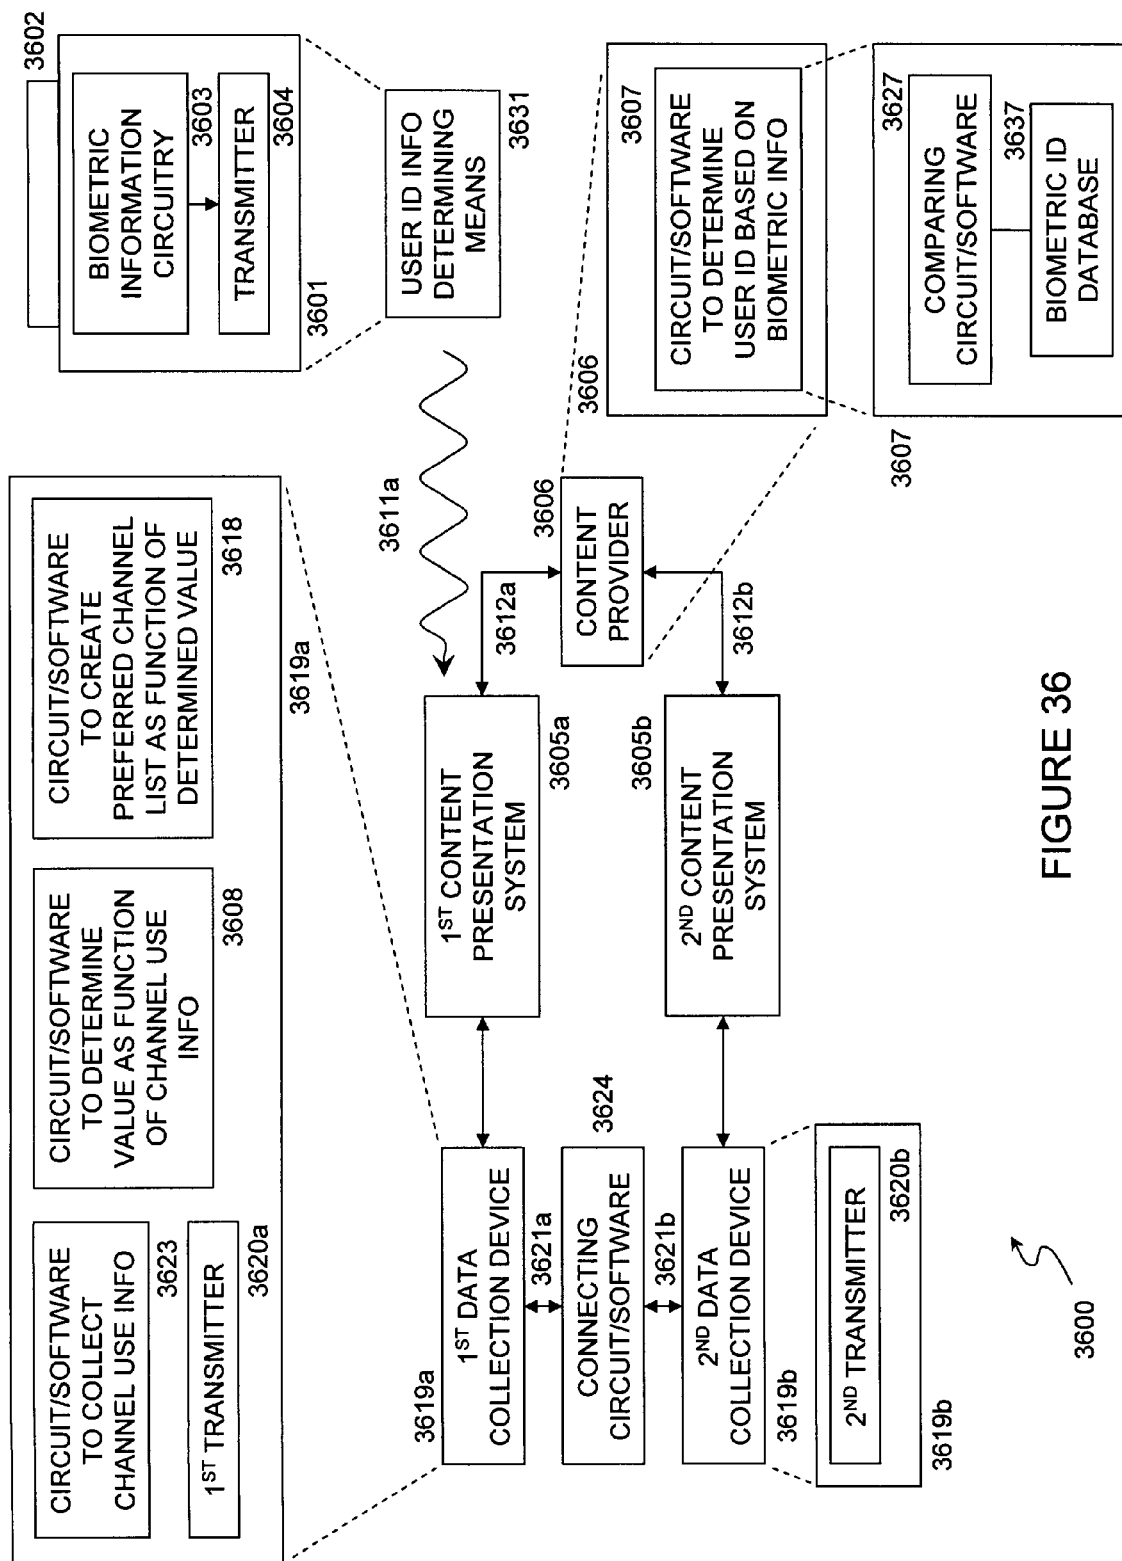 CIRCUIT/SOFTWARE
TO COLLECT
CHANNEL USE INFO
3623
1ST TRANSMITTER
3620a
CIRCUIT/SOFTWARE
TO DETERMINE
VALUE AS FUNCTION
OF CHANNEL USE
INFO
3608
CIRCUIT/SOFTWARE
TO CREATE
PREFERRED CHANNEL
LIST AS FUNCTION OF
DETERMINED VALUE
3618
3619a
3602
BIOMETRIC
INFORMATION
CIRCUITRY
3603
TRANSMITTER
3604
3601
USER ID INFO
DETERMINING
MEANS
3631
3611a
3619a
1ST DATA
COLLECTION DEVICE
3621a
CONNECTING
CIRCUIT/SOFTWARE
3624
3621b
2ND DATA
COLLECTION DEVICE
3619b
2ND TRANSMITTER
3620b
3619b
1ST CONTENT
PRESENTATION
SYSTEM
3605a
3605b
2ND CONTENT
PRESENTATION
SYSTEM
3612a
3606
CONTENT
PROVIDER
3612b
3606
3607
CIRCUIT/SOFTWARE
TO DETERMINE
USER ID BASED ON
BIOMETRIC INFO
3607
3627
COMPARING
CIRCUIT/SOFTWARE
3637
BIOMETRIC ID
DATABASE
3600
FIGURE 36